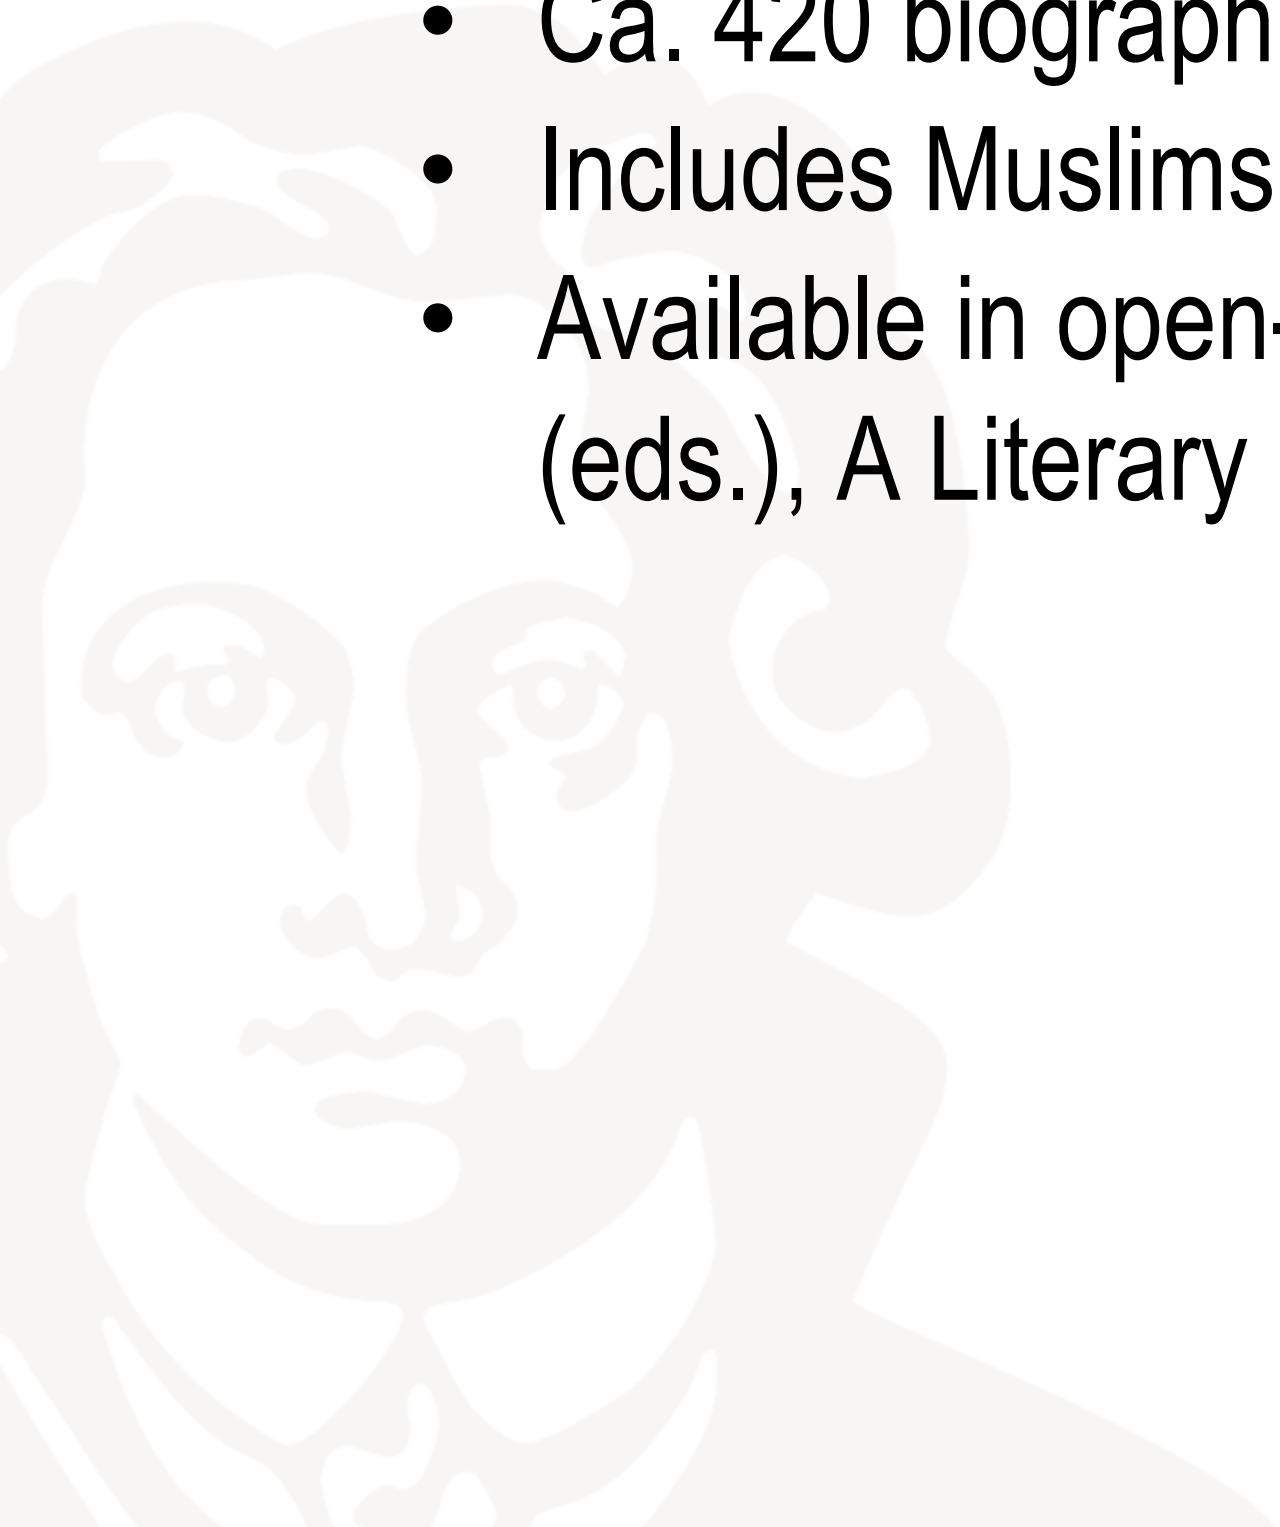 • Ca. 420 biograph
• Includes Muslims
• Available in open-
(eds.), A Literary